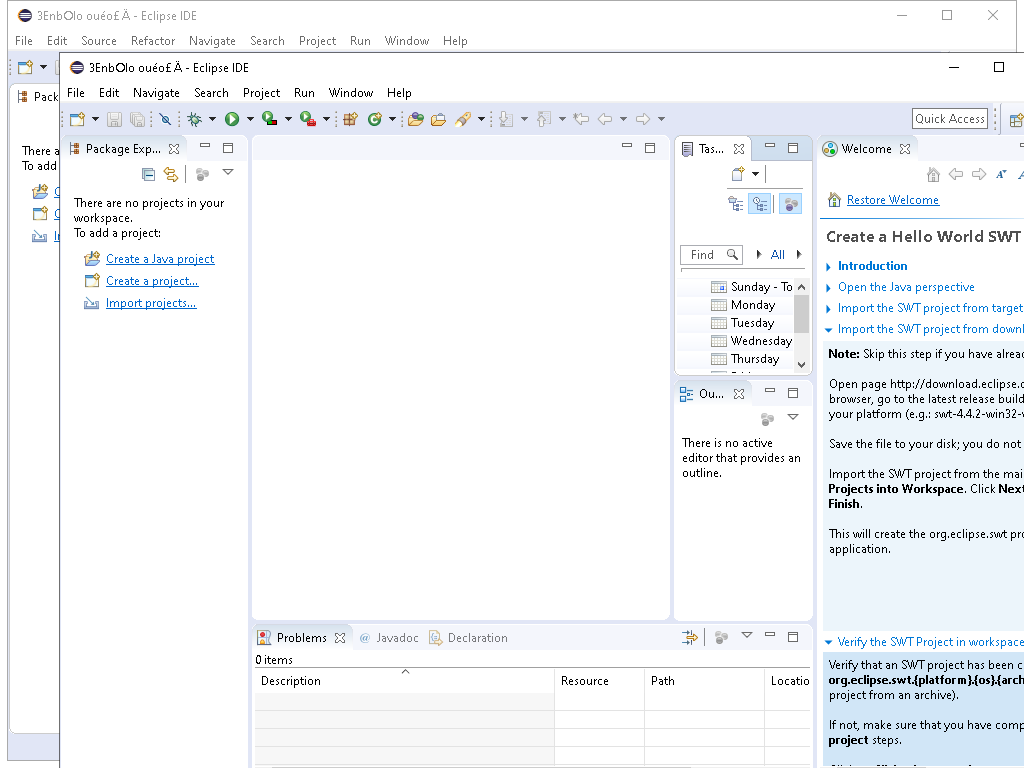 3EnbOlo ouéo£ Ä - Eclipse IDE
File Edit Source Refactor Navigate Search Project Run Window Help
Pack
There a
To add
3EnbOlo ouéo£ Ä - Eclipse IDE
File Edit Navigate Search Project Run Window Help
Quick Access
Package Exp...
There are no projects in your
workspace.
To add a project:
Create a Java project
Create a project...
Import projects...
Tas...
Find
All
Sunday - To
Monday
Tuesday
Wednesday
Thursday
Ou...
There is no active
editor that provides an
outline.
Welcome
Restore Welcome
Create a Hello World SWT
Introduction
Open the Java perspective
Import the SWT project from target
Import the SWT project from downl
Note: Skip this step if you have alread
Open page http://download.eclipse.o
browser, go to the latest release build
your platform (e.g.: swt-4.4.2-win32-
Save the file to your disk; you do not
Import the SWT project from the mai
Projects into Workspace. Click Next
Finish.
This will create the org.eclipse.swt pro
application.
Verify the SWT Project in workspace
Verify that an SWT project has been c
org.eclipse.swt.{platform}.{os}.{arch
project from an archive).
If not, make sure that you have comp
project steps.
Problems Javadoc Declaration
0 items
Description Resource Path Locatio